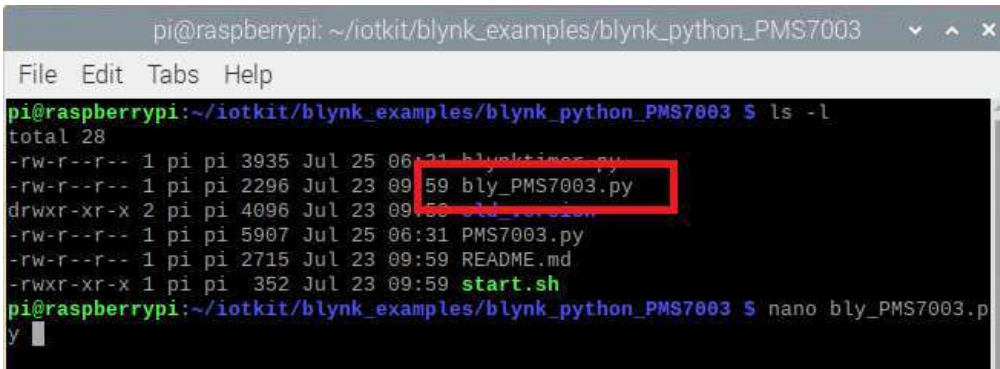 pi@raspberrypi: ~/iotkit/blynk_examples/blynk_python_PMS7003
File Edit Tabs Help
pi@raspberrypi:~/iotkit/blynk_examples/blynk_python_PMS7003 $ ls -l
total 28
-rw-r--r-- 1 pi pi 3935 Jul 25 06:31 blynktimer.py
-rw-r--r-- 1 pi pi 2296 Jul 23 09:59 bly_PMS7003.py
drwxr-xr-x 2 pi pi 4096 Jul 23 09:53 old_version
-rw-r--r-- 1 pi pi 5907 Jul 25 06:31 PMS7003.py
-rw-r--r-- 1 pi pi 2715 Jul 23 09:59 README.md
-rwxr-xr-x 1 pi pi 352 Jul 23 09:59 start.sh
pi@raspberrypi:~/iotkit/blynk_examples/blynk_python_PMS7003 $ nano bly_PMS7003.p
y